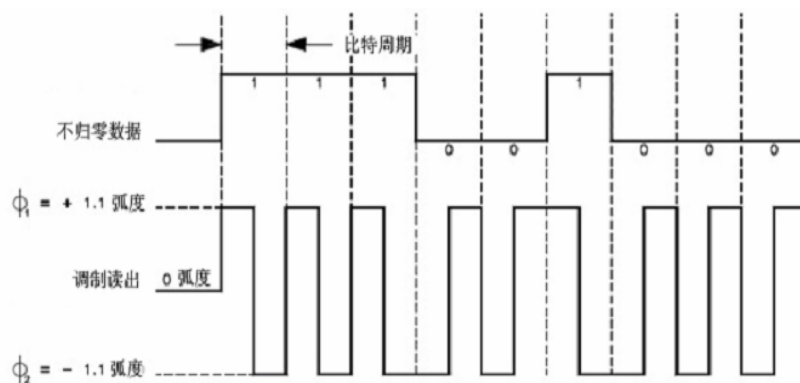 比特周期
1 1 1 1
不归零数据
0 0 0 0 0
ϕ₁ = + 1.1 弧度
调制读出 0 弧度
ϕ₂ = - 1.1 弧度